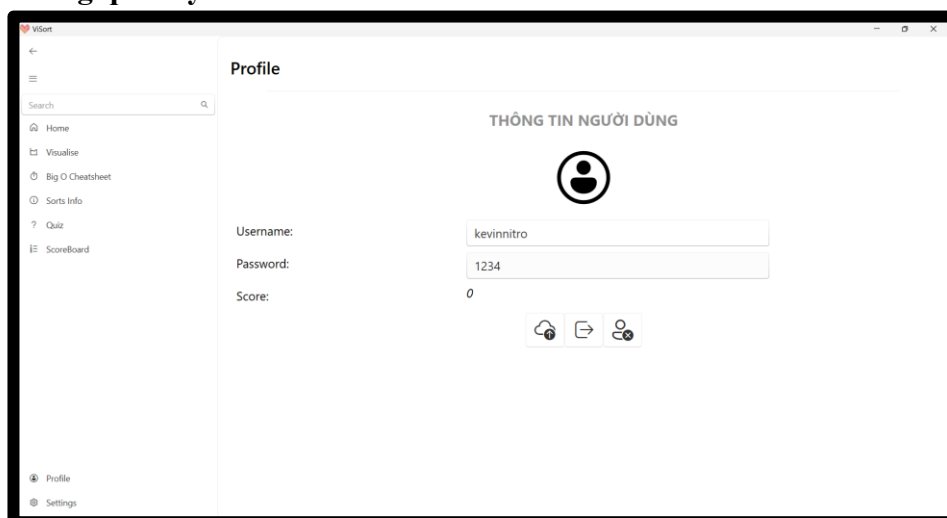 ViSort
Profile
Search
Home
Visualise
Big O Cheatsheet
Sorts Info
Quiz
ScoreBoard
THÔNG TIN NGƯỜI DÙNG
Username:
kevinnitro
Password:
1234
Score:
0
Profile
Settings